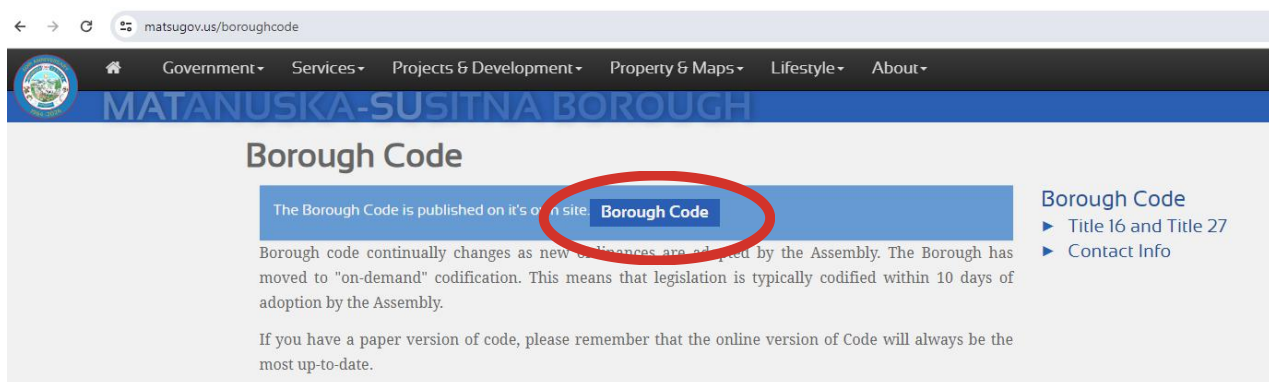 matsugov.us/boroughcode
Government Services Projects & Development Property & Maps Lifestyle About
MATANUSKA-SUSITNA BOROUGH
Borough Code
The Borough Code is published on it's own site. Borough Code
Borough code continually changes as new ordinances are adopted by the Assembly. The Borough has
moved to "on-demand" codification. This means that legislation is typically codified within 10 days of
adoption by the Assembly.
If you have a paper version of code, please remember that the online version of Code will always be the
most up-to-date.
Borough Code
► Title 16 and Title 27
► Contact Info